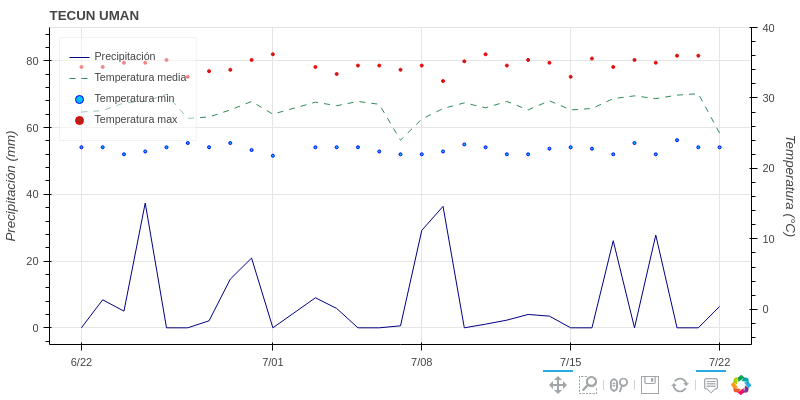 TECUN UMAN
Precipitación
Temperatura media
Temperatura min
Temperatura max
Precipitación (mm)
80
60
40
20
0
Temperatura (°C)
40
30
20
10
0
6/22
7/01
7/08
7/15
7/22